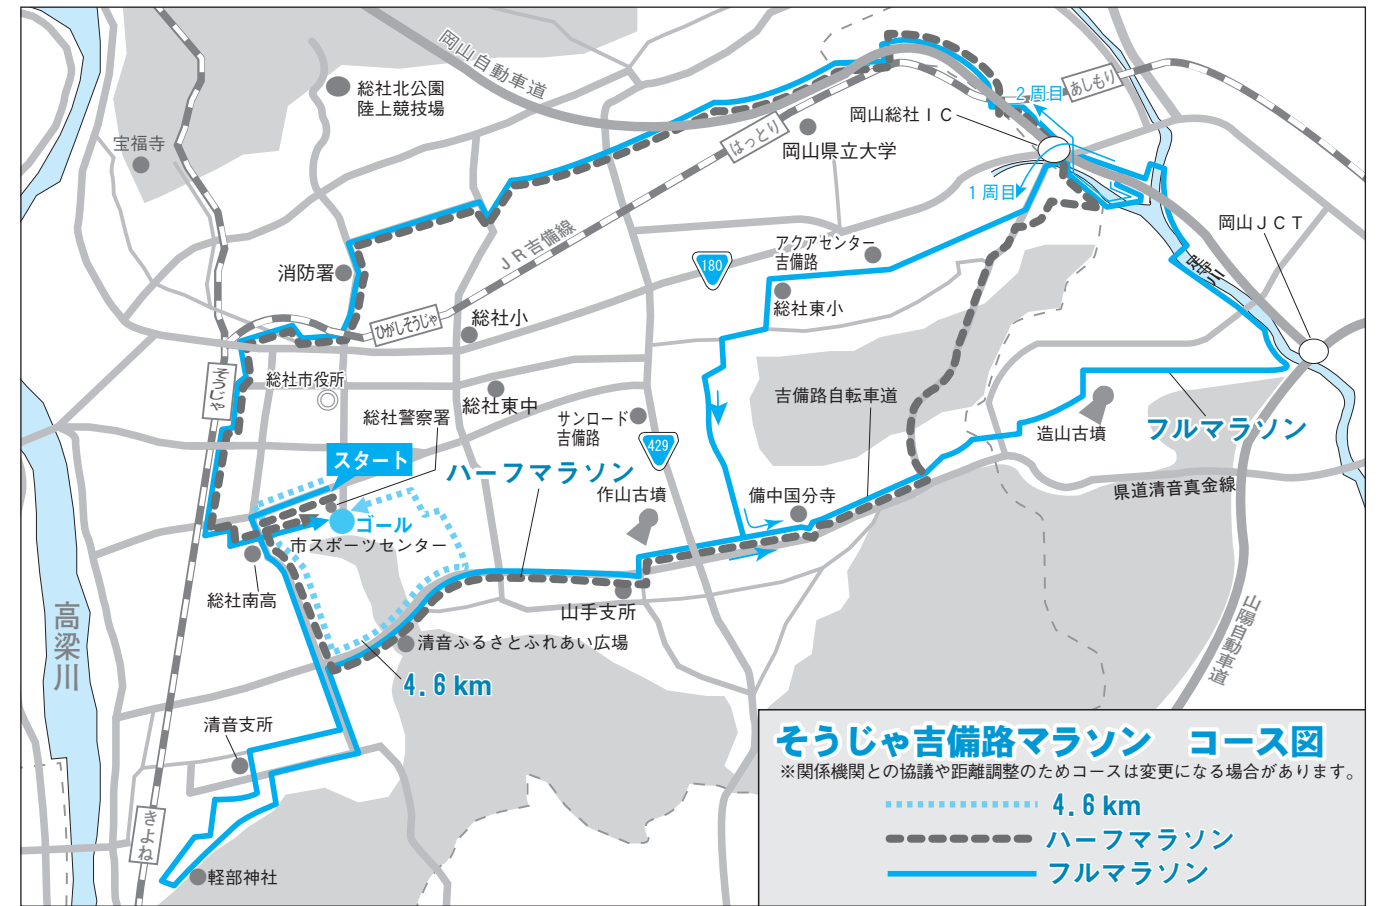 岡山自動車道
総社北公園
陸上競技場
宝福寺
あしもり
2周目
岡山総社ＩＣ
はっとり
岡山県立大学
1周目
岡山ＪＣＴ
ＪＲ吉備線
アクアセンター
吉備路
180
消防署
総社東小
ひがしそうじゃ
総社小
そうじゃ
総社市役所
総社東中
吉備路自転車道
総社警察署
サンロード
吉備路
429
造山古墳
フルマラソン
スタート
ハーフマラソン
作山古墳
備中国分寺
県道清音真金線
ゴール
市スポーツセンター
総社南高
山手支所
高梁川
清音ふるさとふれあい広場
山陽自動車道
4.6 km
清音支所
きよね
軽部神社
そうじゃ吉備路マラソン　コース図
※関係機関との協議や距離調整のためコースは変更になる場合があります。
4.6 km
ハーフマラソン
フルマラソン